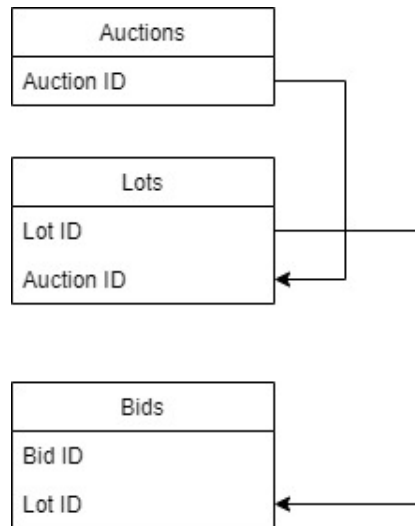 Auctions
Auction ID
Lots
Lot ID
Auction ID
Bids
Bid ID
Lot ID